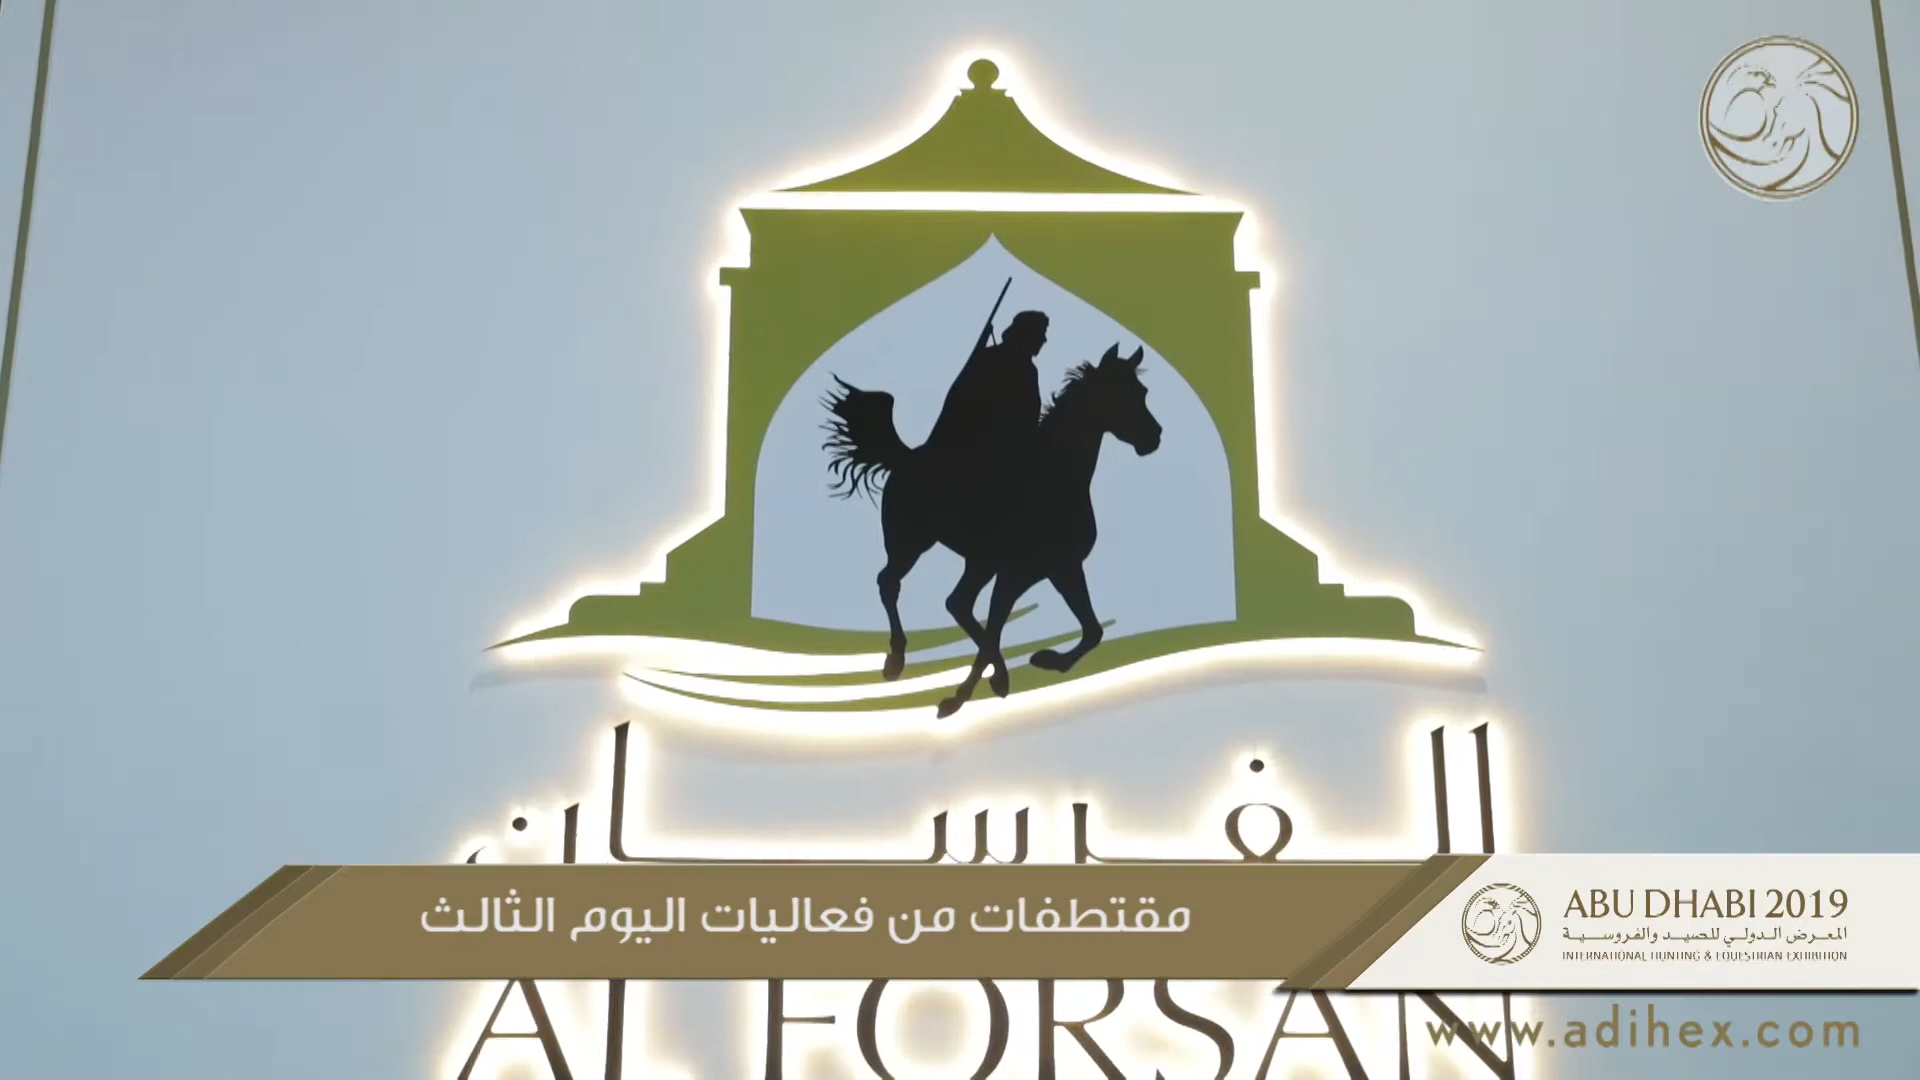 الفرسان
مقتطفات من فعاليات اليوم الثالث
ABU DHABI 2019
المعرض الدولي للصيد والفروسية
INTERNATIONAL HUNTING & EQUESTRIAN EXHIBITION
AL FORSAN
www.adihex.com